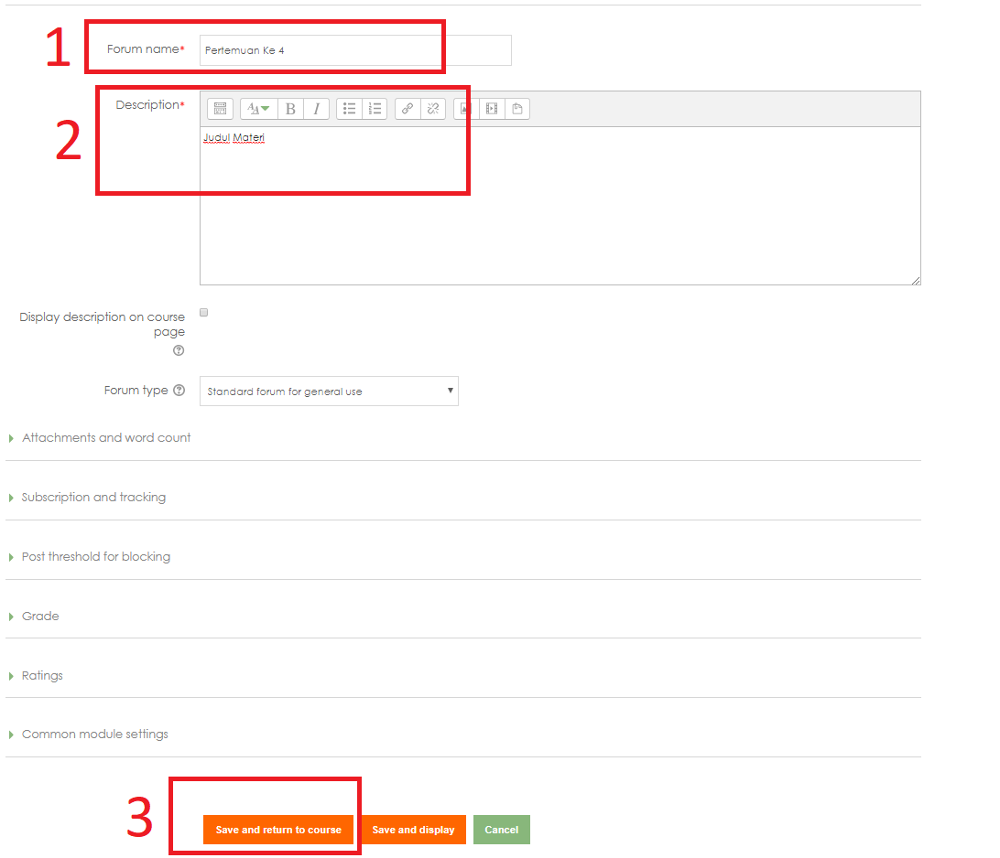 1
Forum name*
Pertemuan Ke 4
2
Description*
B I
Judul Materi
Display description on course
page
Forum type
Standard forum for general use
Attachments and word count
Subscription and tracking
Post threshold for blocking
Grade
Ratings
Common module settings
3
Save and return to course Save and display Cancel